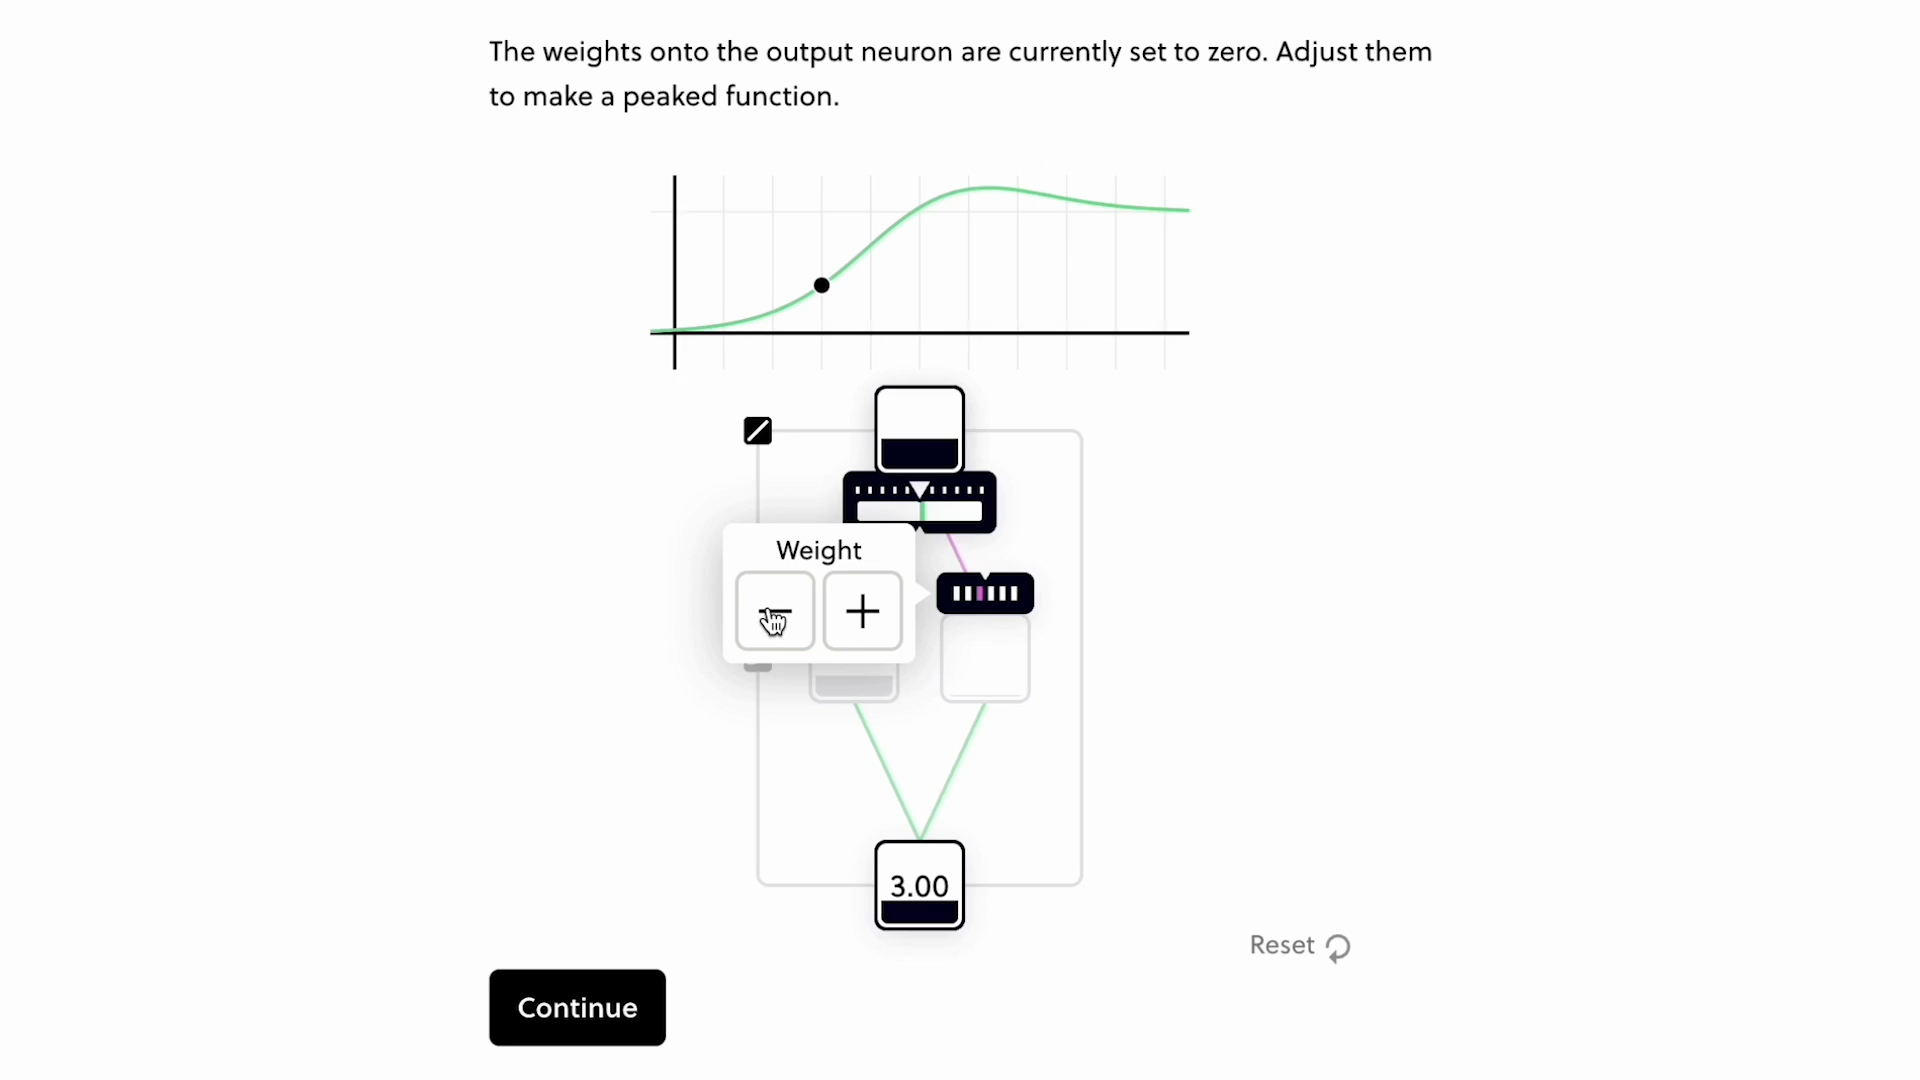 The weights onto the output neuron are currently set to zero. Adjust them
to make a peaked function.
Weight
3.00
Reset
Continue